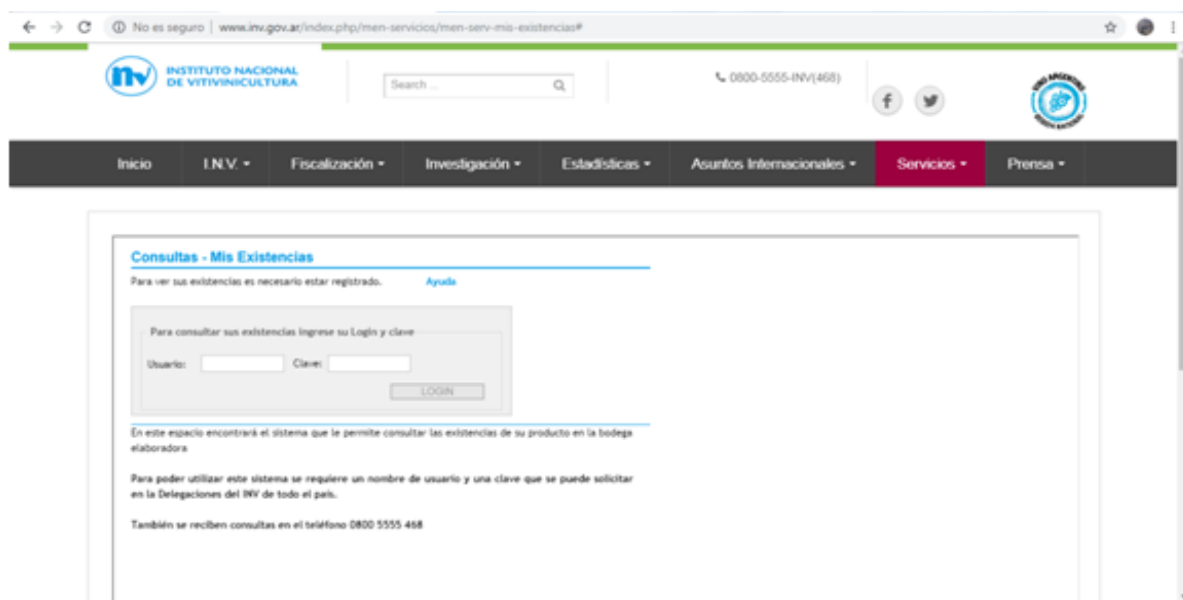 No es seguro | www.inv.gov.ar/index.php/men-servicios/men-serv-mis-existencias#
INV INSTITUTO NACIONAL
DE VITIVINICULTURA
Search ...
0800-5555-INV(468)
VINO ARGENTINO
BEBIDA NACIONAL
Inicio I.N.V. Fiscalización Investigación Estadísticas Asuntos Internacionales Servicios Prensa
Consultas - Mis Existencias
Para ver sus existencias es necesario estar registrado. Ayuda
Para consultar sus existencias ingrese su Login y clave
Usuario: Clave:
LOGIN
En este espacio encontrará el sistema que le permite consultar las existencias de su producto en la bodega
elaboradora
Para poder utilizar este sistema se requiere un nombre de usuario y una clave que se puede solicitar
en la Delegaciones del INV de todo el país.
También se reciben consultas en el teléfono 0800 5555 468